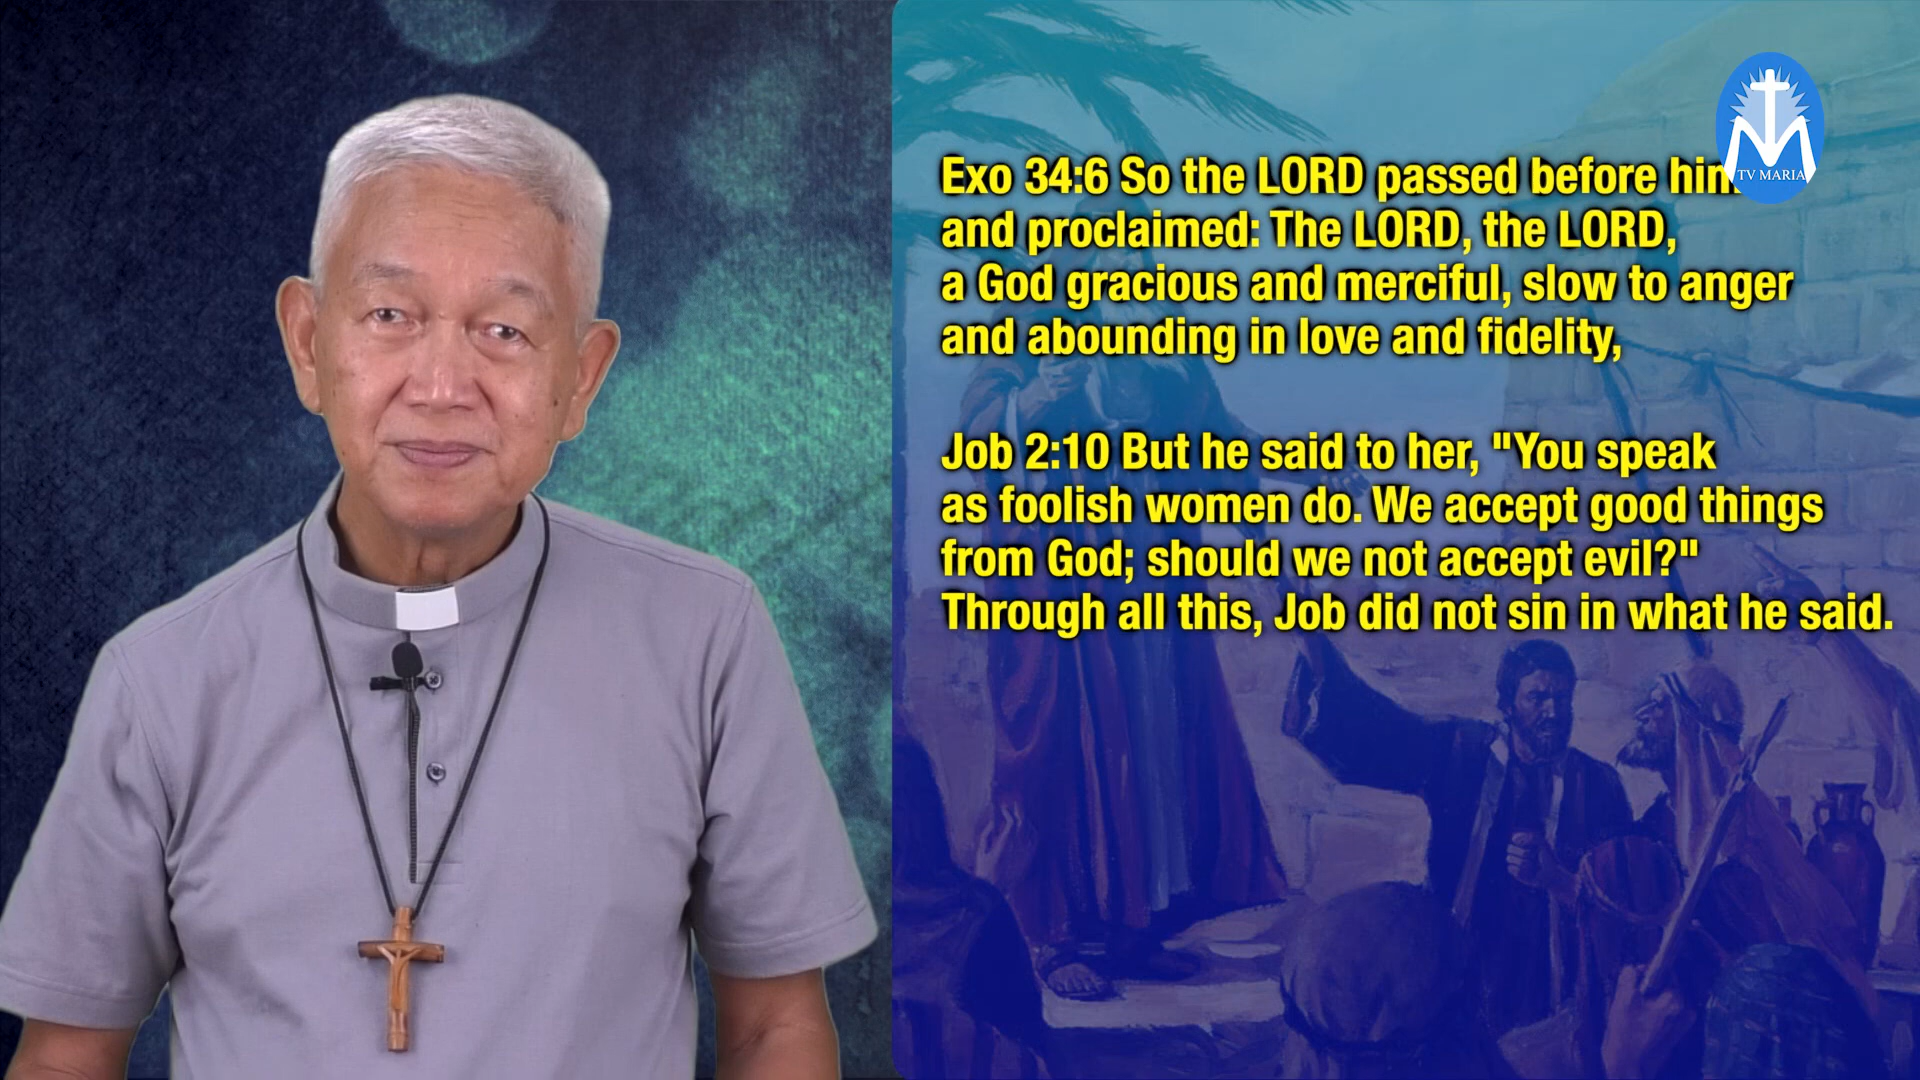 Exo 34:6 So the LORD passed before him
and proclaimed: The LORD, the LORD,
a God gracious and merciful, slow to anger
and abounding in love and fidelity,
Job 2:10 But he said to her, "You speak
as foolish women do. We accept good things
from God; should we not accept evil?"
Through all this, Job did not sin in what he said.
TV MARIA